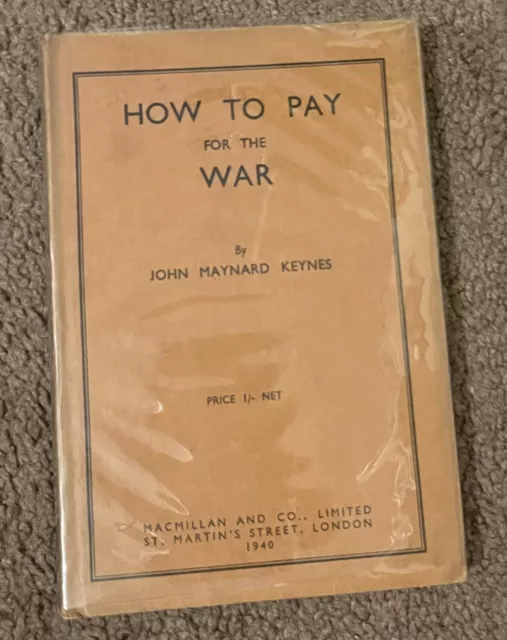 HOW TO PAY
FOR THE
WAR
By
JOHN MAYNARD KEYNES
PRICE 1/- NET
MACMILLAN AND CO., LIMITED
ST. MARTIN'S STREET, LONDON
1940